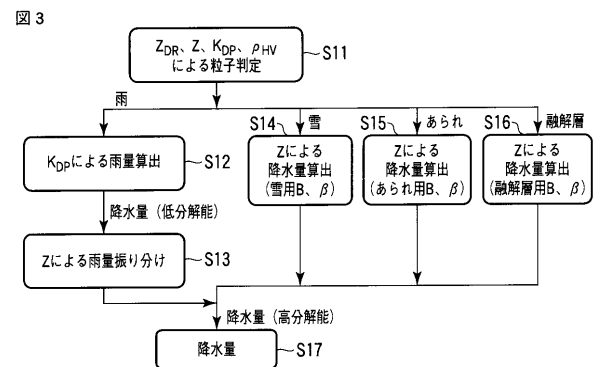 図3
Z_DR、Z、K_DP、ρ_HV
による粒子判定
S11
雨
S14
雪
S15
あられ
S16
融解層
K_DPによる雨量算出
S12
Zによる
降水量算出
(雪用B、β)
Zによる
降水量算出
(あられ用B、β)
Zによる
降水量算出
(融解層用B、β)
降水量(低分解能)
Zによる雨量振り分け
S13
降水量(高分解能)
降水量
S17